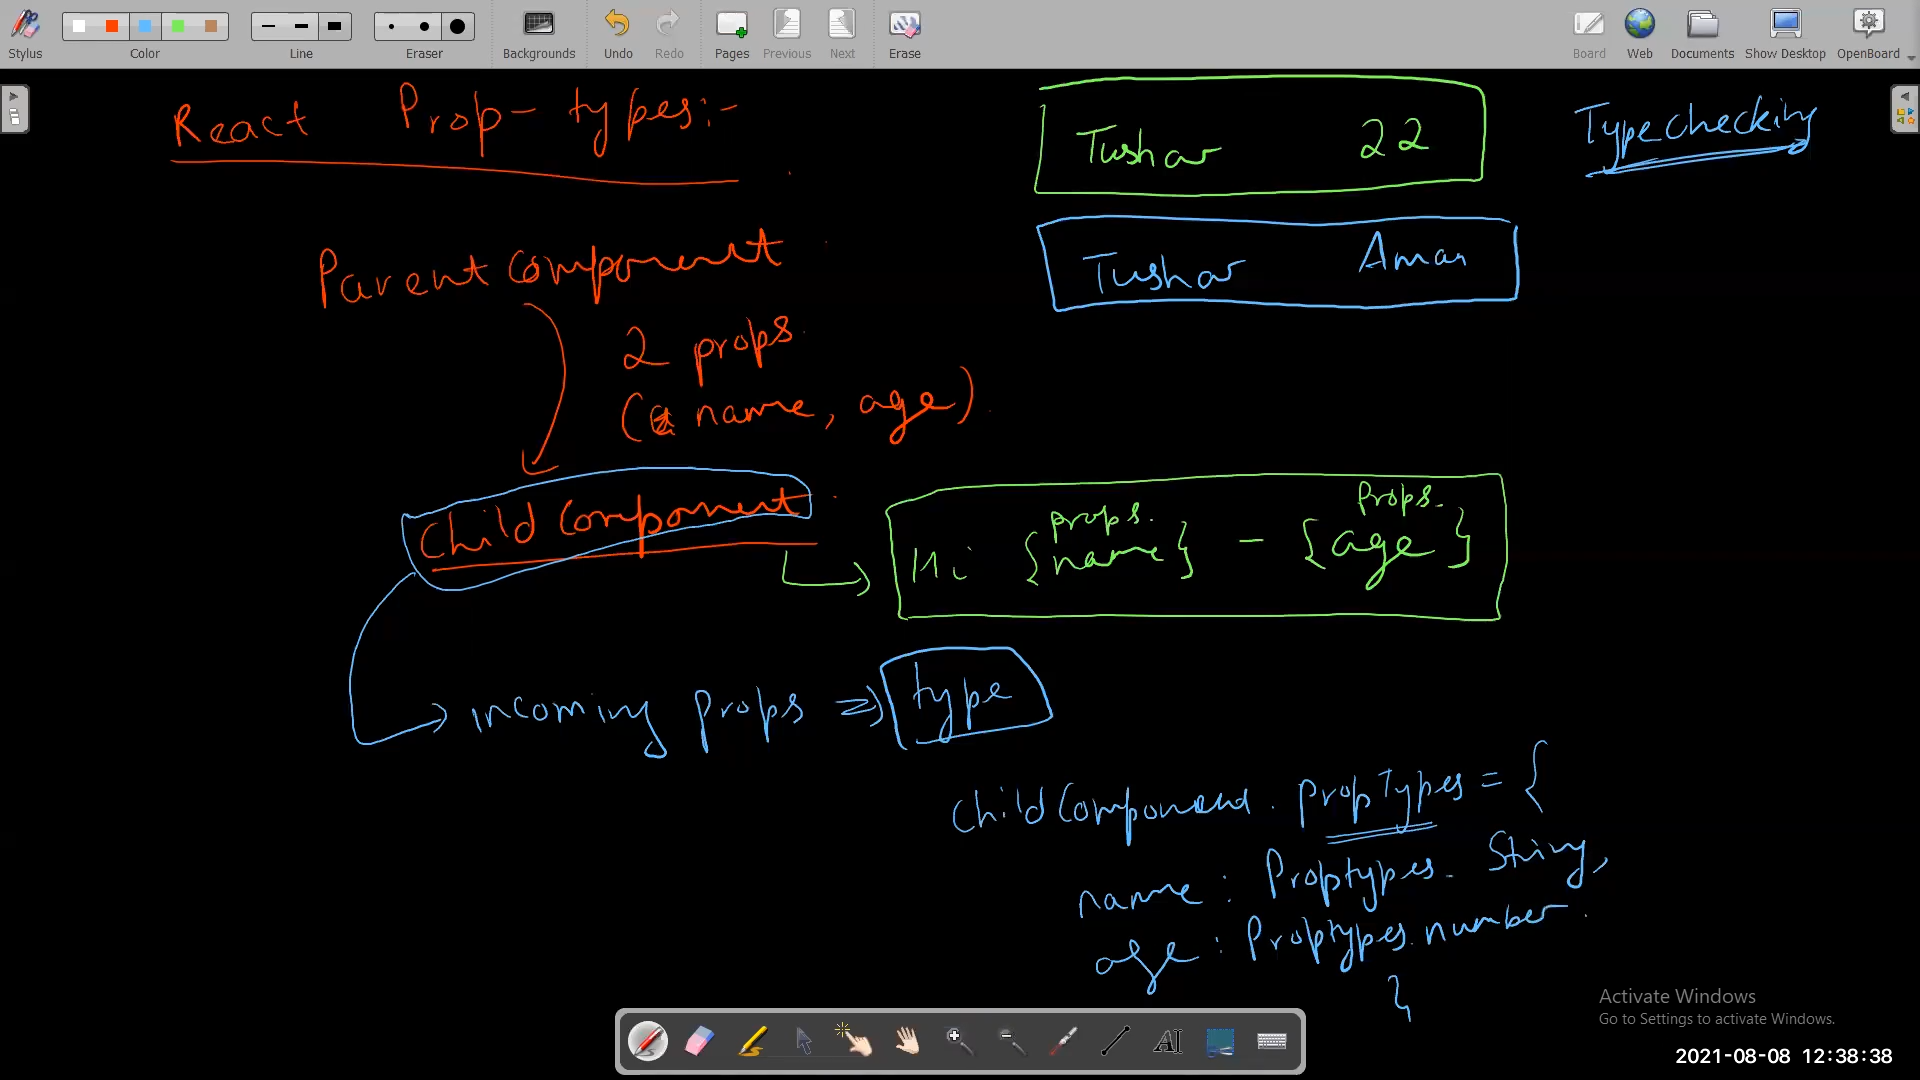 Stylus Color Line Eraser Backgrounds Undo Redo Pages Previous Next Erase Board Web Documents Show Desktop OpenBoard
React Prop-types:-
Tushar 22
Typechecking
Parent Component
Tushar Aman
2 props
( name, age)
Child Component
props. props.
Hi {name} - {age}
incoming props => type
Child Component. propTypes = {
name : Proptypes. String,
age : Proptypes. number
}
Activate Windows
Go to Settings to activate Windows.
AI
2021-08-08 12:38:38